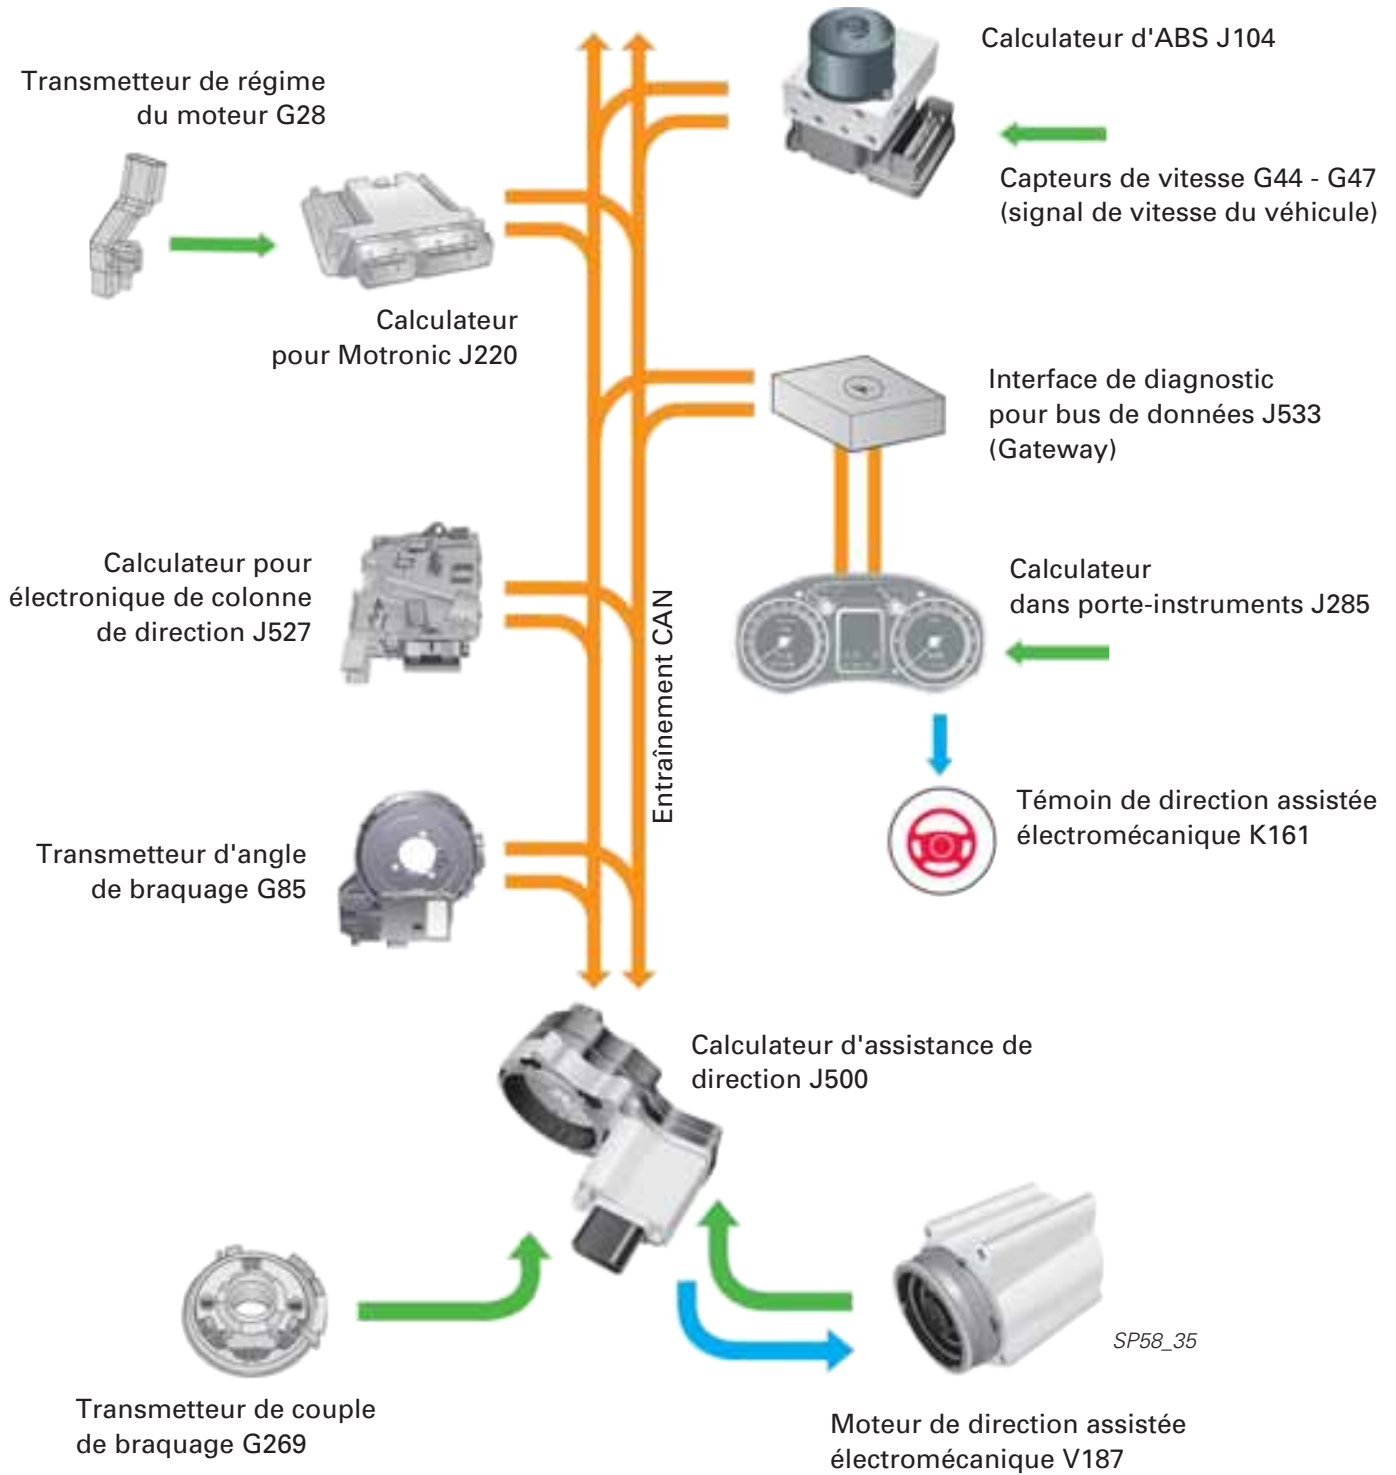 Calculateur d'ABS J104
Transmetteur de régime
du moteur G28
Capteurs de vitesse G44 - G47
(signal de vitesse du véhicule)
Calculateur
pour Motronic J220
Interface de diagnostic
pour bus de données J533
(Gateway)
Calculateur pour
électronique de colonne
de direction J527
Calculateur
dans porte-instruments J285
Entraînement CAN
Témoin de direction assistée
électromécanique K161
Transmetteur d'angle
de braquage G85
Calculateur d'assistance de
direction J500
SP58_35
Transmetteur de couple
de braquage G269
Moteur de direction assistée
électromécanique V187